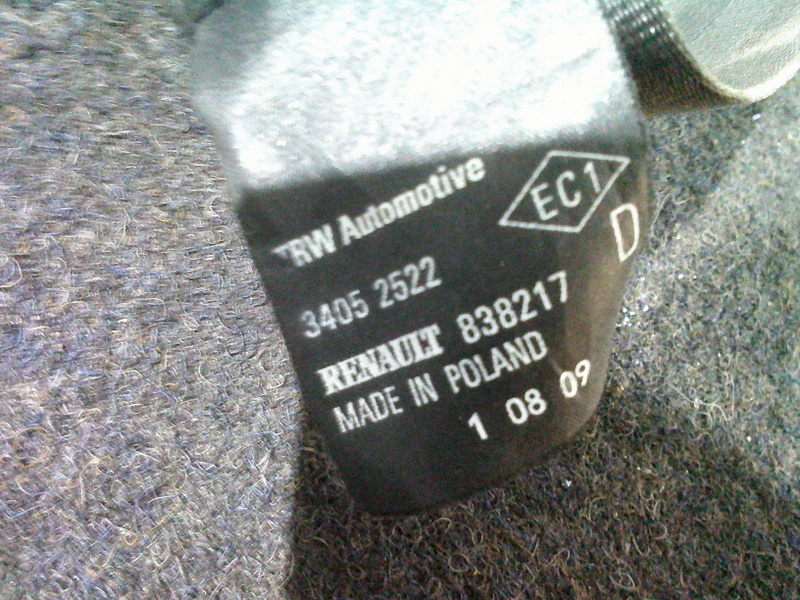 TRW Automotive
EC1
D
3405 2522
RENAULT 838217
MADE IN POLAND
1 08 09